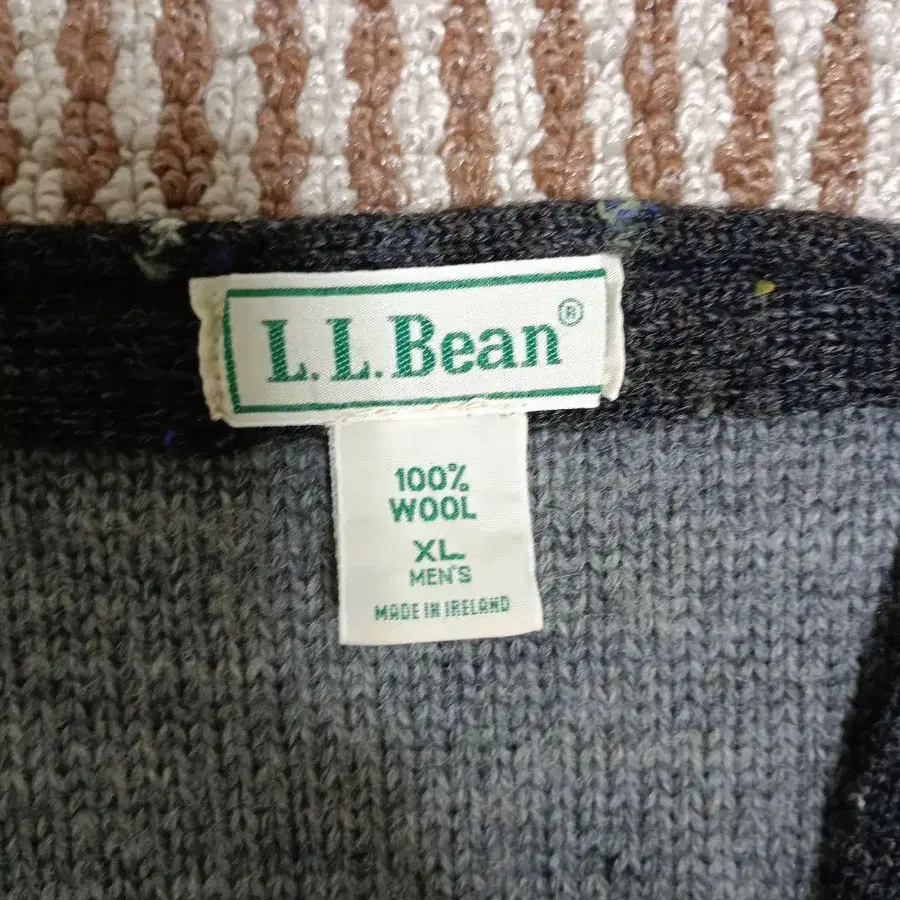 L.L.Bean®
100%
WOOL
XL
MEN'S
MADE IN IRELAND